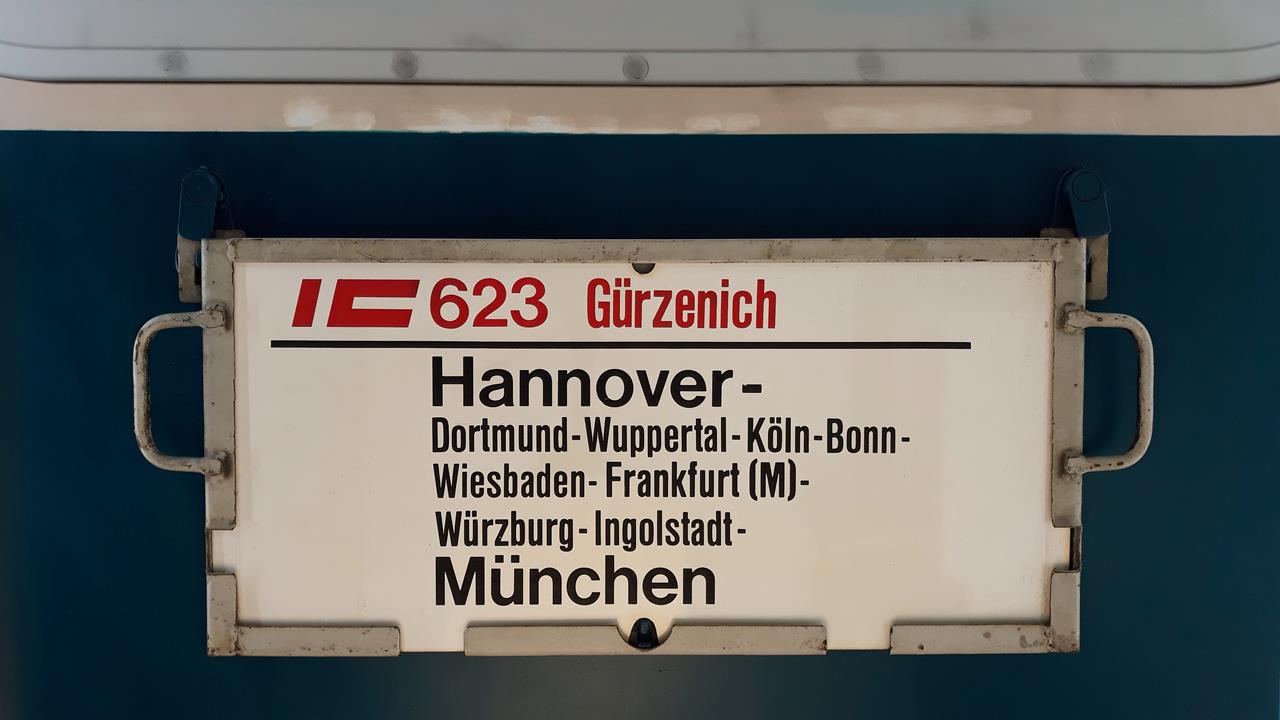 IC 623 Gürzenich
Hannover-
Dortmund-Wuppertal-Köln-Bonn-
Wiesbaden-Frankfurt (M)-
Würzburg-Ingolstadt-
München